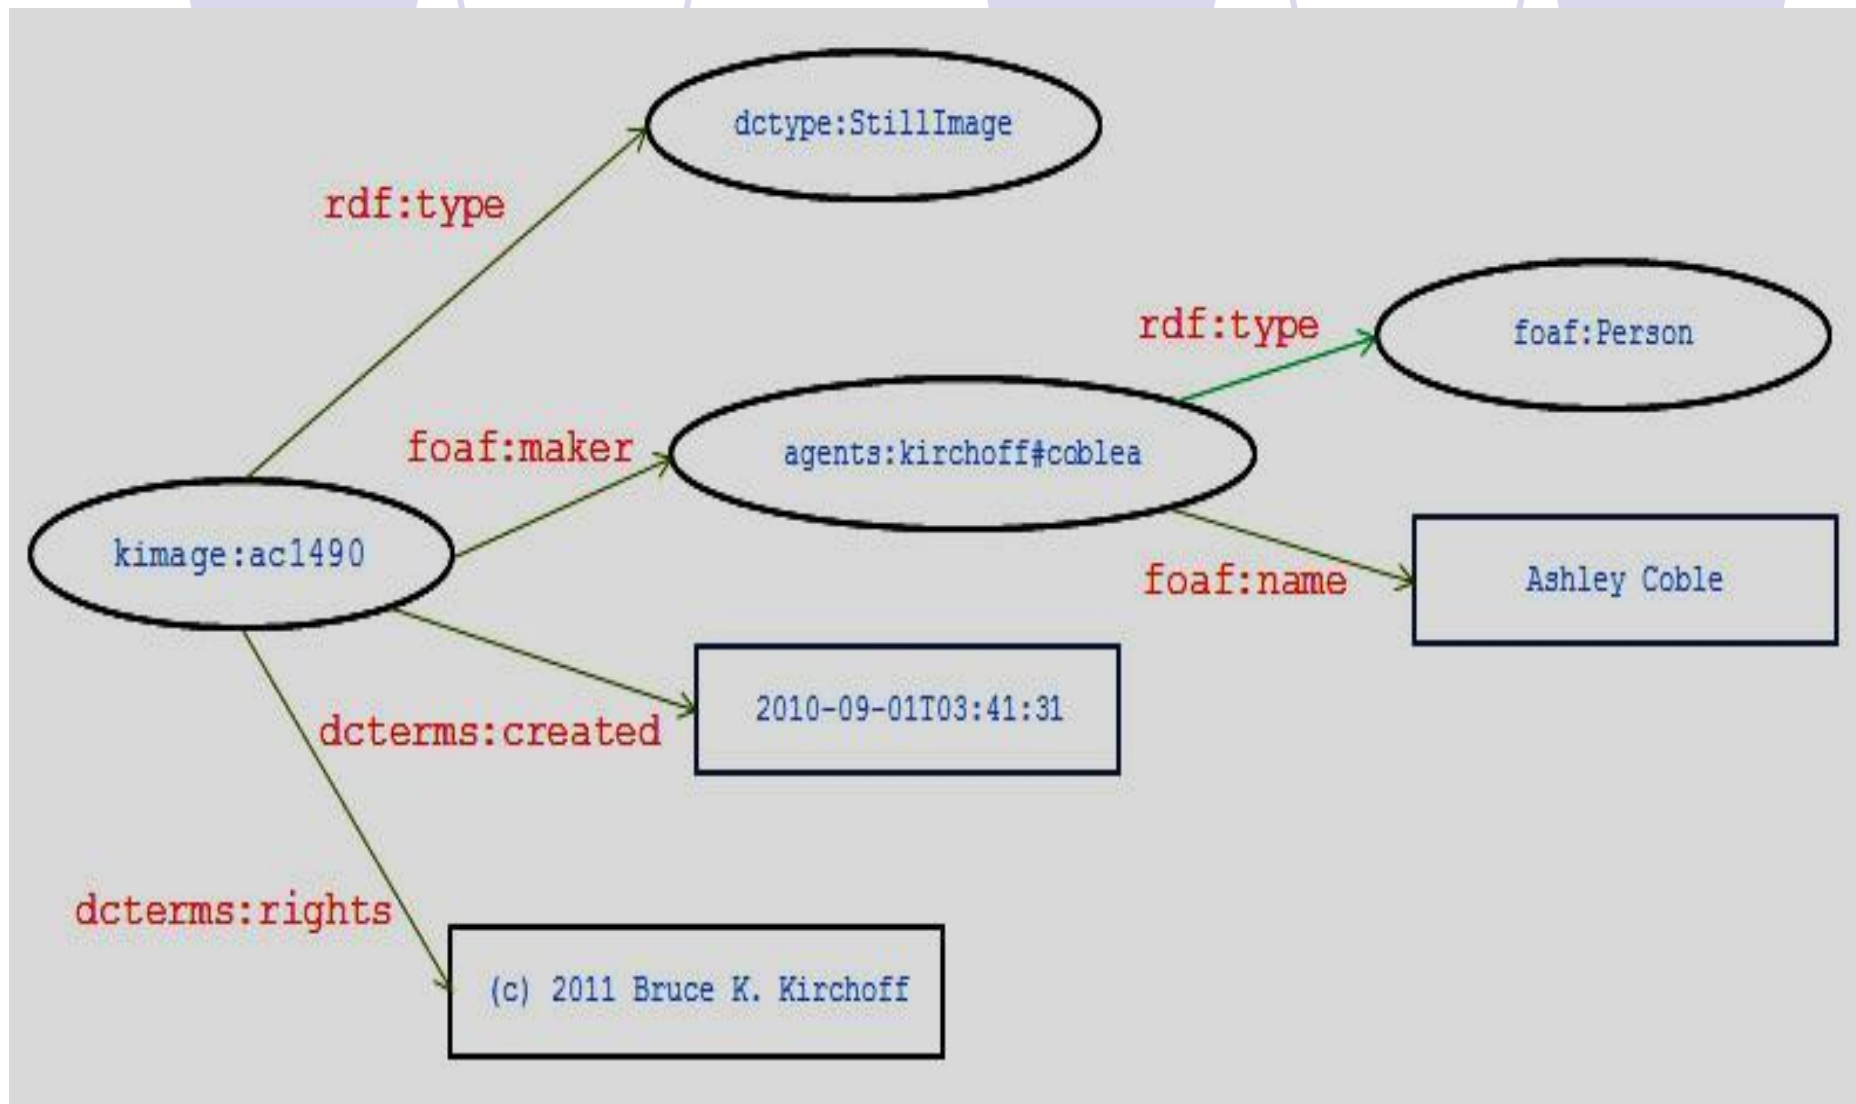 dctype:StillImage
rdf:type
rdf:type
foaf:Person
foaf:maker
agents:kirchoff#coblea
kimage:ac1490
foaf:name
Ashley Coble
2010-09-01T03:41:31
dcterms:created
dcterms:rights
(c) 2011 Bruce K. Kirchoff